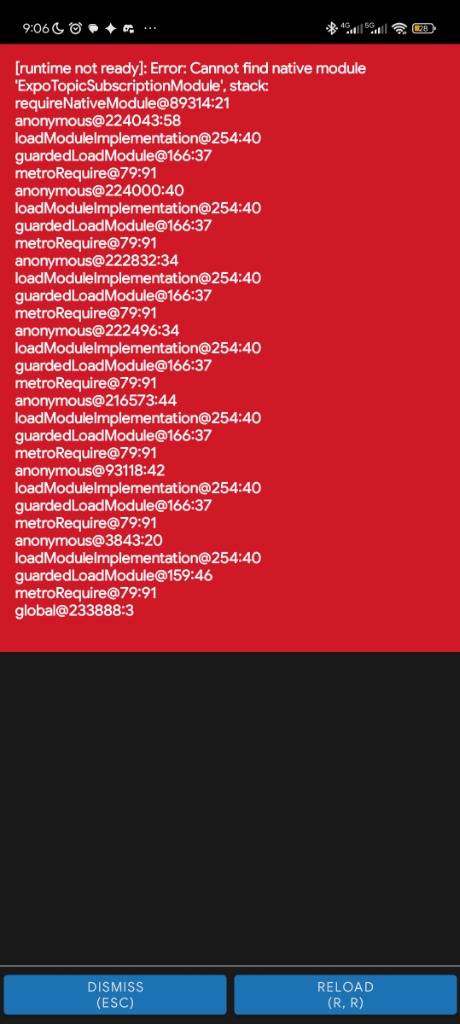 9:06
4G
5G
28
[runtime not ready]: Error: Cannot find native module
'ExpoTopicSubscriptionModule', stack:
requireNativeModule@89314:21
anonymous@224043:58
loadModuleImplementation@254:40
guardedLoadModule@166:37
metroRequire@79:91
anonymous@224000:40
loadModuleImplementation@254:40
guardedLoadModule@166:37
metroRequire@79:91
anonymous@222832:34
loadModuleImplementation@254:40
guardedLoadModule@166:37
metroRequire@79:91
anonymous@222496:34
loadModuleImplementation@254:40
guardedLoadModule@166:37
metroRequire@79:91
anonymous@216573:44
loadModuleImplementation@254:40
guardedLoadModule@166:37
metroRequire@79:91
anonymous@93118:42
loadModuleImplementation@254:40
guardedLoadModule@166:37
metroRequire@79:91
anonymous@3843:20
loadModuleImplementation@254:40
guardedLoadModule@159:46
metroRequire@79:91
global@233888:3
DISMISS
(ESC)
RELOAD
(R, R)